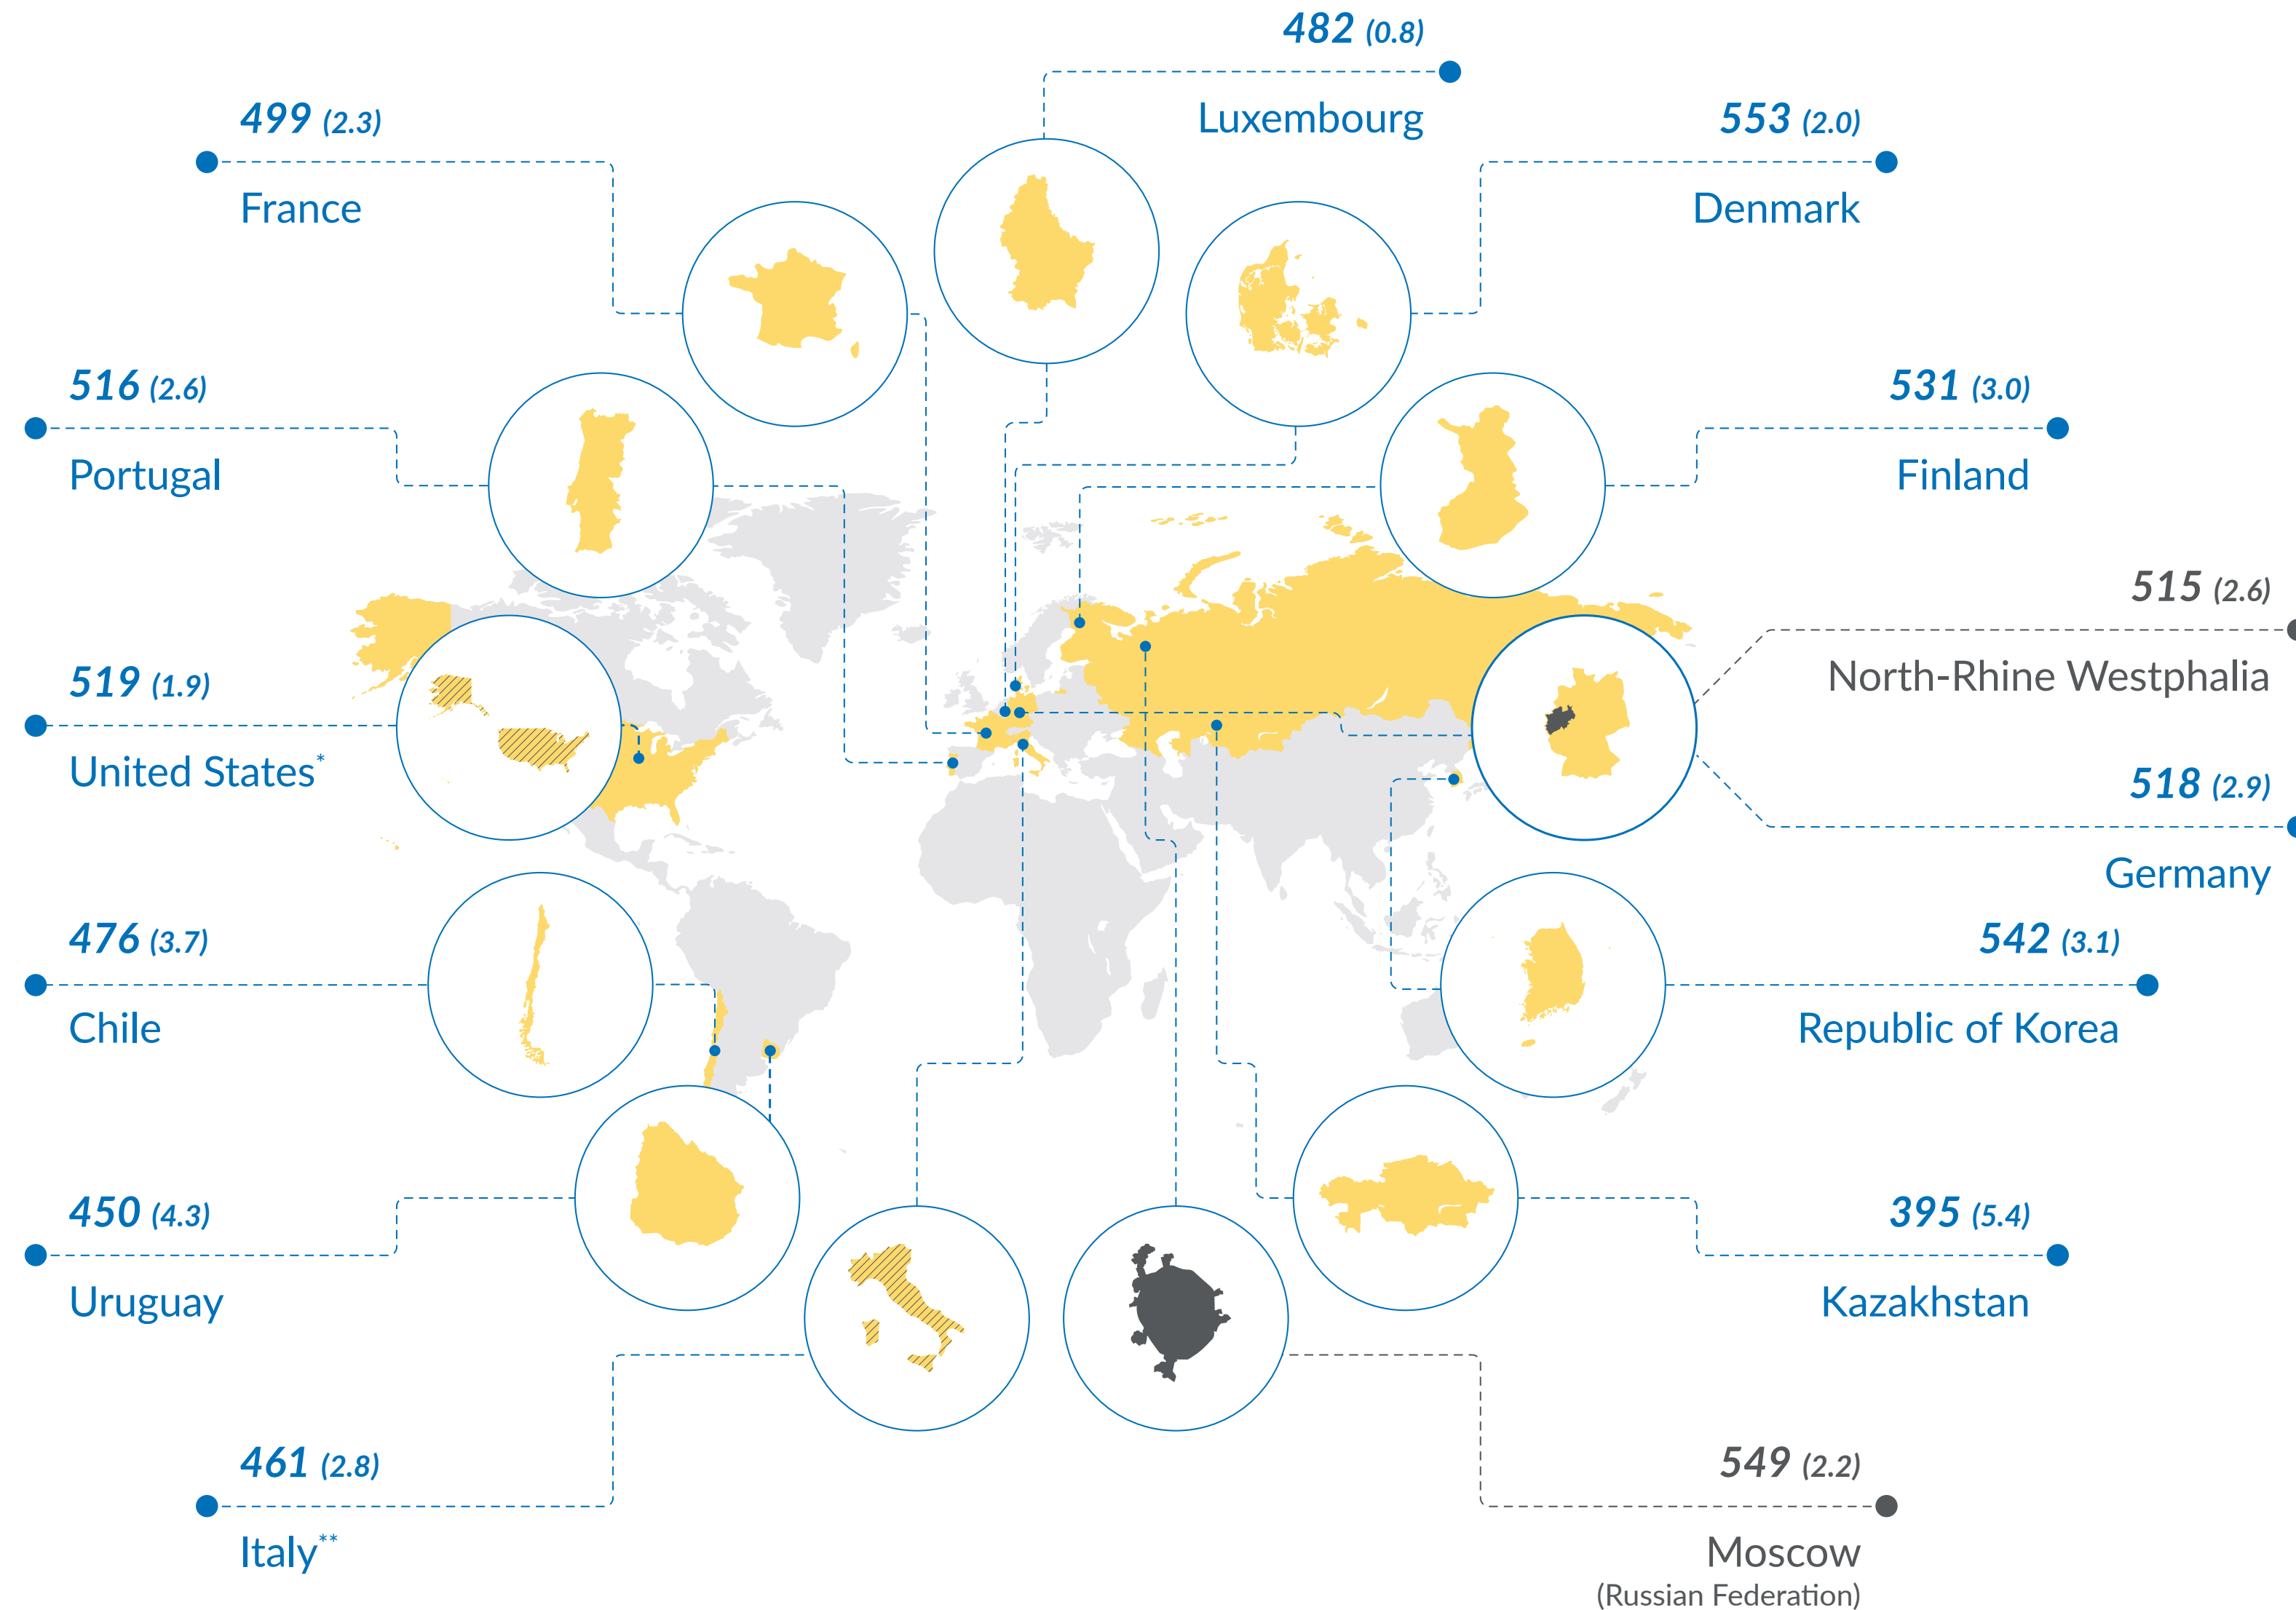 482 (0.8)
Luxembourg
499 (2.3)
France
553 (2.0)
Denmark
516 (2.6)
Portugal
531 (3.0)
Finland
515 (2.6)
North-Rhine Westphalia
519 (1.9)
United States*
518 (2.9)
Germany
476 (3.7)
Chile
542 (3.1)
Republic of Korea
450 (4.3)
Uruguay
395 (5.4)
Kazakhstan
461 (2.8)
Italy**
549 (2.2)
Moscow
(Russian Federation)